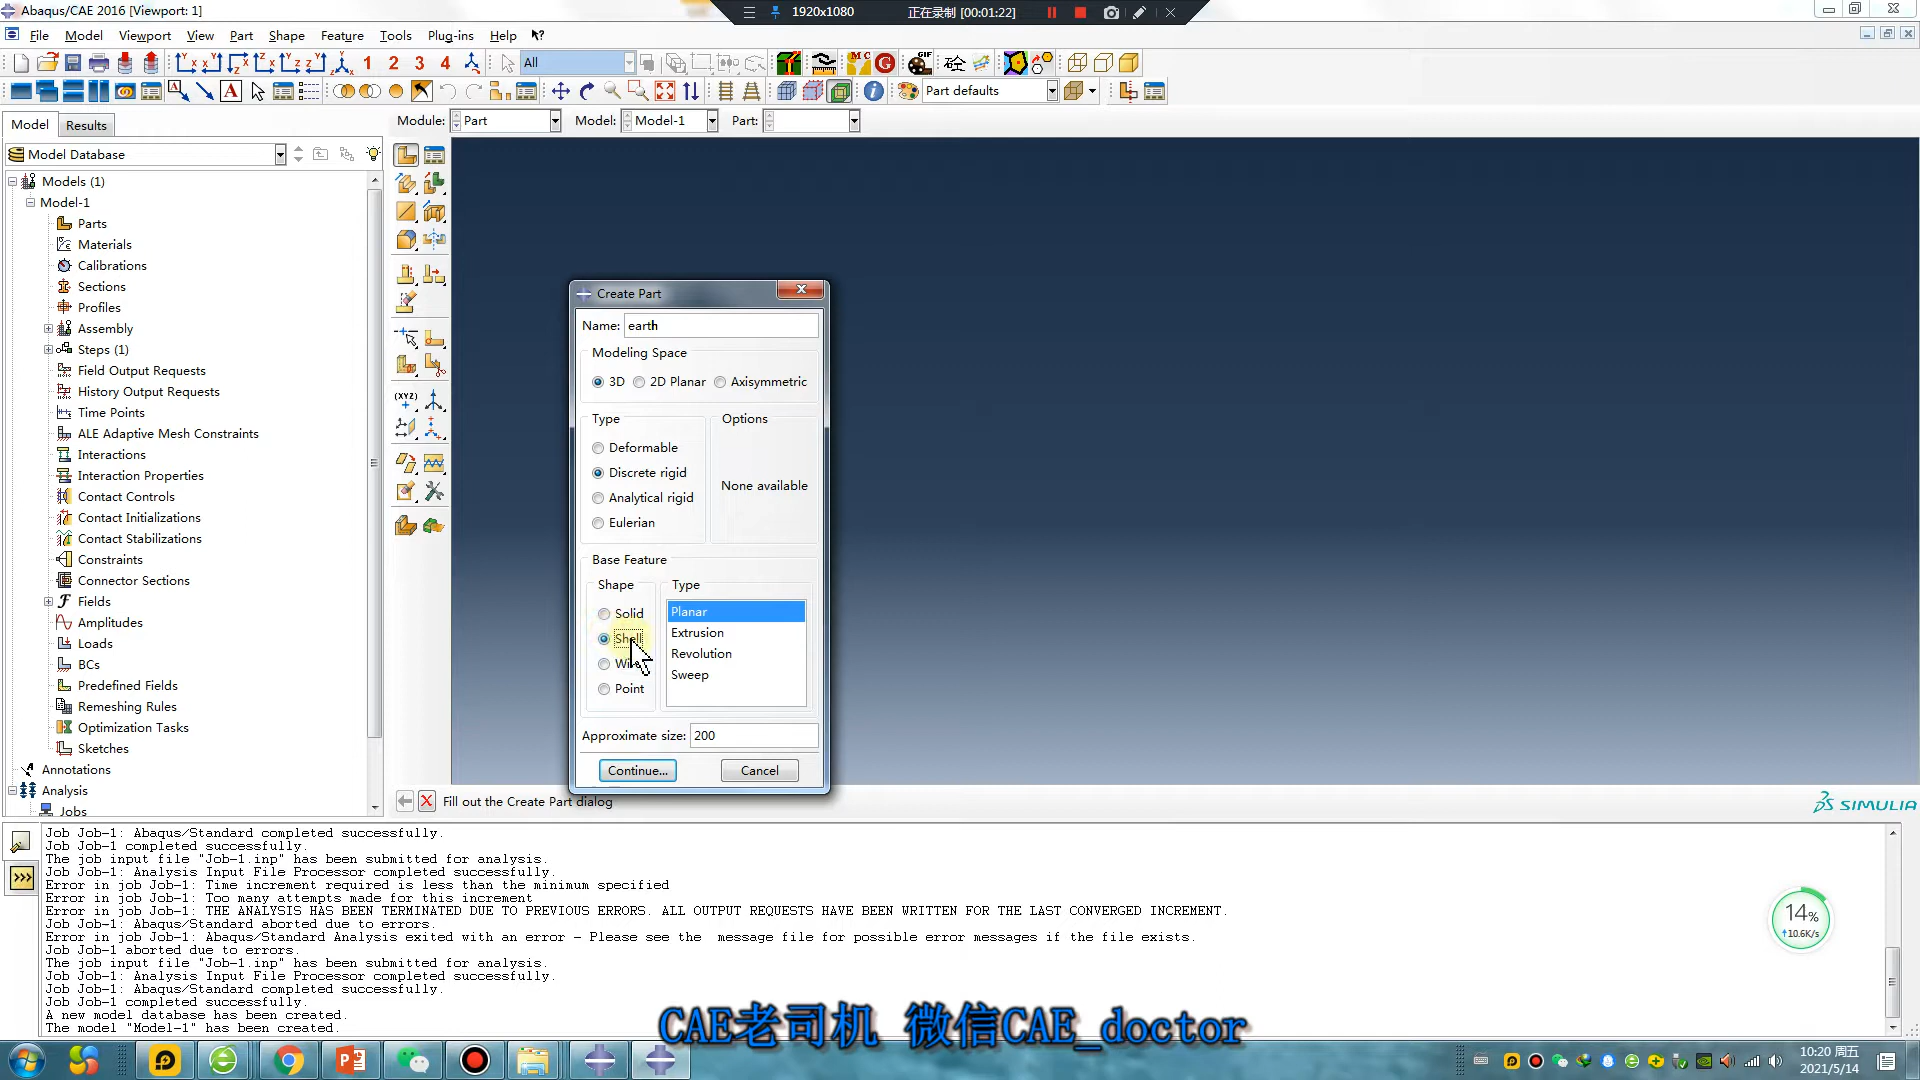 Abaqus/CAE 2016 [Viewport: 1]
1920x1080 正在录制 [00:01:22]
File Model Viewport View Part Shape Feature Tools Plug-ins Help
1 2 3 4 All
Part defaults
Model Results Module: Part Model: Model-1 Part:
Model Database
Models (1)
Model-1
Parts
Materials
Calibrations
Sections
Profiles
Assembly
Steps (1)
Field Output Requests
History Output Requests
Time Points
ALE Adaptive Mesh Constraints
Interactions
Interaction Properties
Contact Controls
Contact Initializations
Contact Stabilizations
Constraints
Connector Sections
Fields
Amplitudes
Loads
BCs
Predefined Fields
Remeshing Rules
Optimization Tasks
Sketches
Annotations
Analysis
Jobs
Create Part
Name: earth
Modeling Space
3D 2D Planar Axisymmetric
Type Options
Deformable
Discrete rigid
Analytical rigid
Eulerian
None available
Base Feature
Shape Type
Solid Planar
Shell Extrusion
Revolution
Point Sweep
Approximate size: 200
Continue... Cancel
Fill out the Create Part dialog
SIMULIA
Job Job-1: Abaqus/Standard completed successfully.
Job Job-1 completed successfully.
The job input file "Job-1.inp" has been submitted for analysis.
Job Job-1: Analysis Input File Processor completed successfully.
Error in job Job-1: Time increment required is less than the minimum specified
Error in job Job-1: Too many attempts made for this increment
Error in job Job-1: THE ANALYSIS HAS BEEN TERMINATED DUE TO PREVIOUS ERRORS. ALL OUTPUT REQUESTS HAVE BEEN WRITTEN FOR THE LAST CONVERGED INCREMENT.
Job Job-1: Abaqus/Standard aborted due to errors.
Error in job Job-1: Abaqus/Standard Analysis exited with an error - Please see the message file for possible error messages if the file exists.
Job Job-1 aborted due to errors.
The job input file "Job-1.inp" has been submitted for analysis.
Job Job-1: Analysis Input File Processor completed successfully.
Job Job-1: Abaqus/Standard completed successfully.
Job Job-1 completed successfully.
A new model database has been created.
The model "Model-1" has been created.
14%
↑10.6K/s
CAE老司机 微信CAE_doctor
10:20 周五
2021/5/14